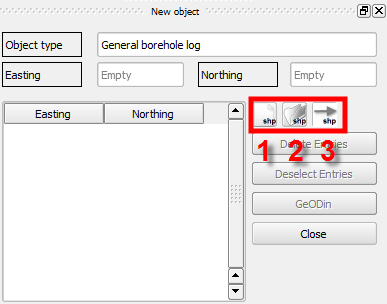 New object
Object type General borehole log
Easting Empty Northing Empty
Easting Northing
shp shp shp
1 2 3
Delete Entries
Deselect Entries
GeODin
Close